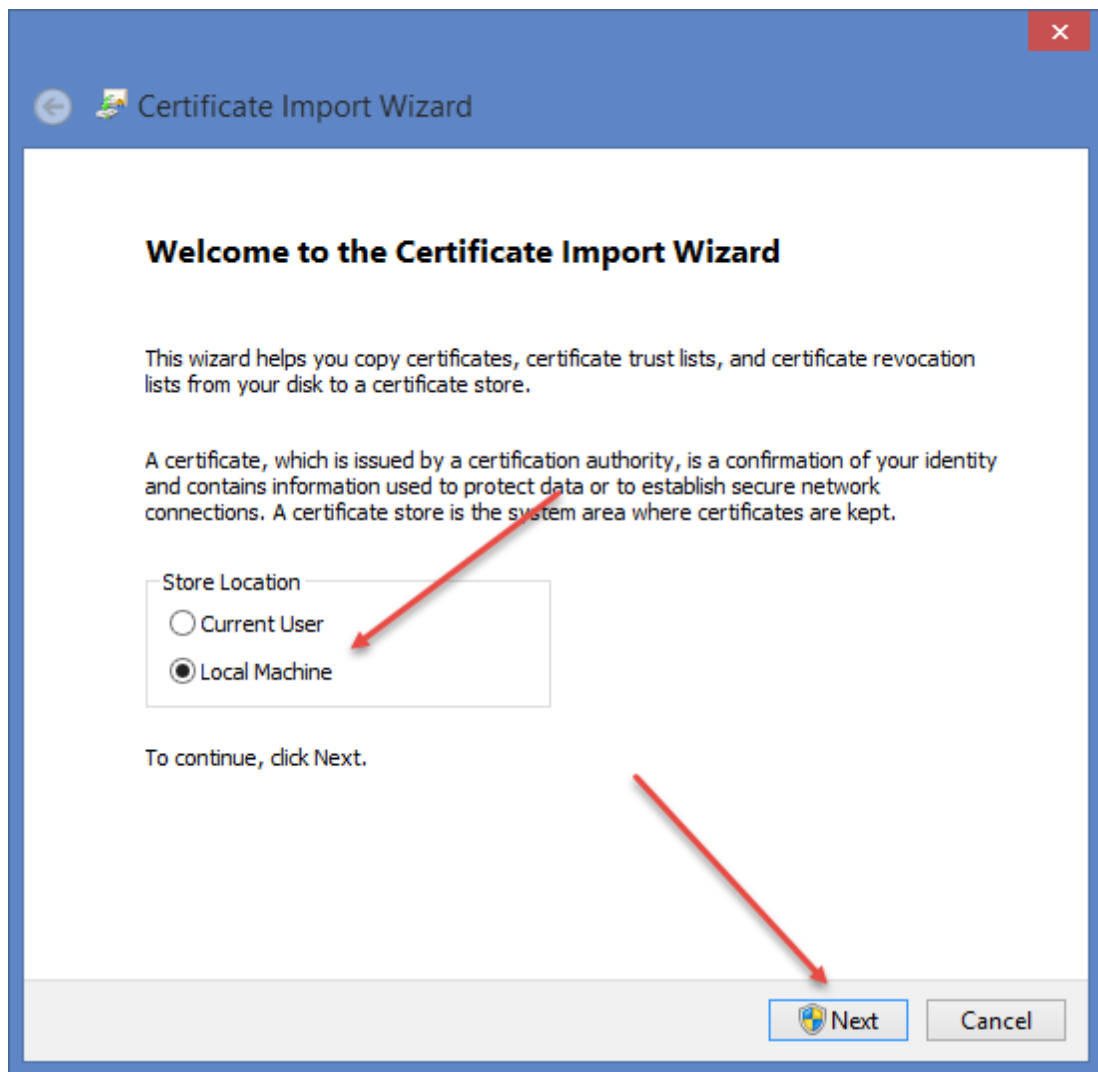 Certificate Import Wizard
Welcome to the Certificate Import Wizard
This wizard helps you copy certificates, certificate trust lists, and certificate revocation
lists from your disk to a certificate store.
A certificate, which is issued by a certification authority, is a confirmation of your identity
and contains information used to protect data or to establish secure network
connections. A certificate store is the system area where certificates are kept.
Store Location
Current User
Local Machine
To continue, click Next.
Next
Cancel